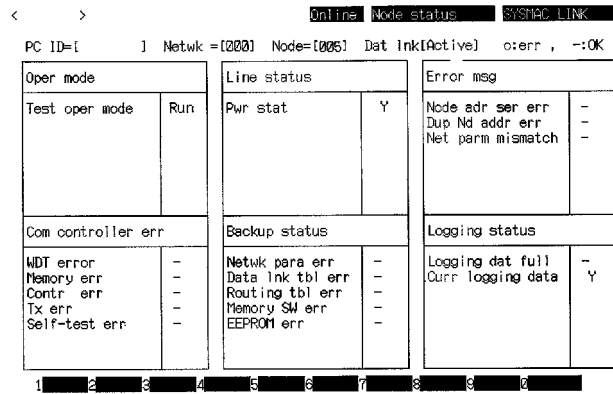 < > Online Node status SYSMAC LINK
PC ID=[ ] Netwk =[000] Node=[005] Dat lnk[Active] o:err , -:OK
Oper mode Line status Error msg
Test oper mode Run Pwr stat Y Node adr ser err -
Dup Nd addr err -
Net parm mismatch -
Com controller err Backup status Logging status
WDT error - Netwk para err - Logging dat full -
Memory err - Data lnk tbl err - Curr logging data Y
Contr err - Routing tbl err -
Tx err - Memory SW err -
Self-test err - EEPROM err -
1 2 3 4 5 6 7 8 9 0